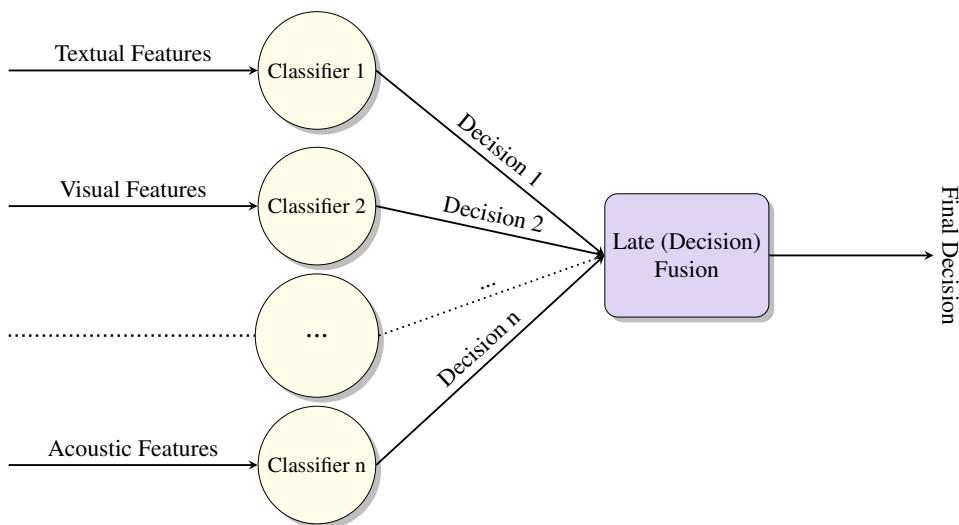 Textual Features
Classifier 1
Decision 1
Visual Features
Classifier 2
Decision 2
Late (Decision)
Fusion
Final Decision
...
...
Decision n
Acoustic Features
Classifier n